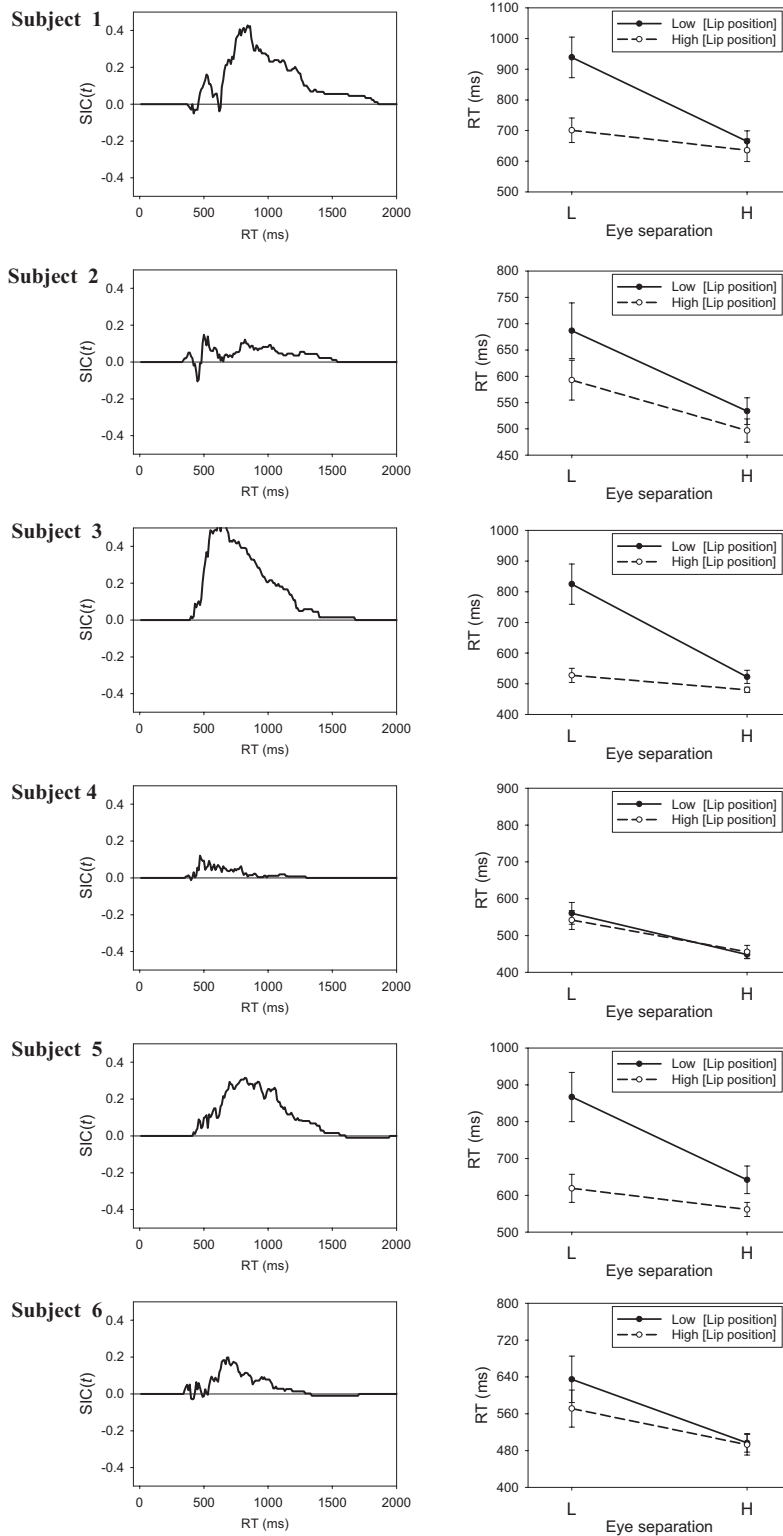 Subject 1
0.4
0.2
0.0
-0.2
-0.4
SIC(t)
0
500
1000
1500
2000
RT (ms)
1100
1000
900
800
700
600
500
RT (ms)
Low [Lip position]
High [Lip position]
L
H
Eye separation
Subject 2
0.4
0.2
0.0
-0.2
-0.4
SIC(t)
0
500
1000
1500
2000
RT (ms)
800
750
700
650
600
550
500
450
RT (ms)
Low [Lip position]
High [Lip position]
L
H
Eye separation
Subject 3
0.4
0.2
0.0
-0.2
-0.4
SIC(t)
0
500
1000
1500
2000
RT (ms)
1000
900
800
700
600
500
400
RT (ms)
Low [Lip position]
High [Lip position]
L
H
Eye separation
Subject 4
0.4
0.2
0.0
-0.2
-0.4
SIC(t)
0
500
1000
1500
2000
RT (ms)
900
800
700
600
500
400
RT (ms)
Low [Lip position]
High [Lip position]
L
H
Eye separation
Subject 5
0.4
0.2
0.0
-0.2
-0.4
SIC(t)
0
500
1000
1500
2000
RT (ms)
1000
900
800
700
600
500
RT (ms)
Low [Lip position]
High [Lip position]
L
H
Eye separation
Subject 6
0.4
0.2
0.0
-0.2
-0.4
SIC(t)
0
500
1000
1500
2000
RT (ms)
800
720
640
560
480
400
RT (ms)
Low [Lip position]
High [Lip position]
L
H
Eye separation